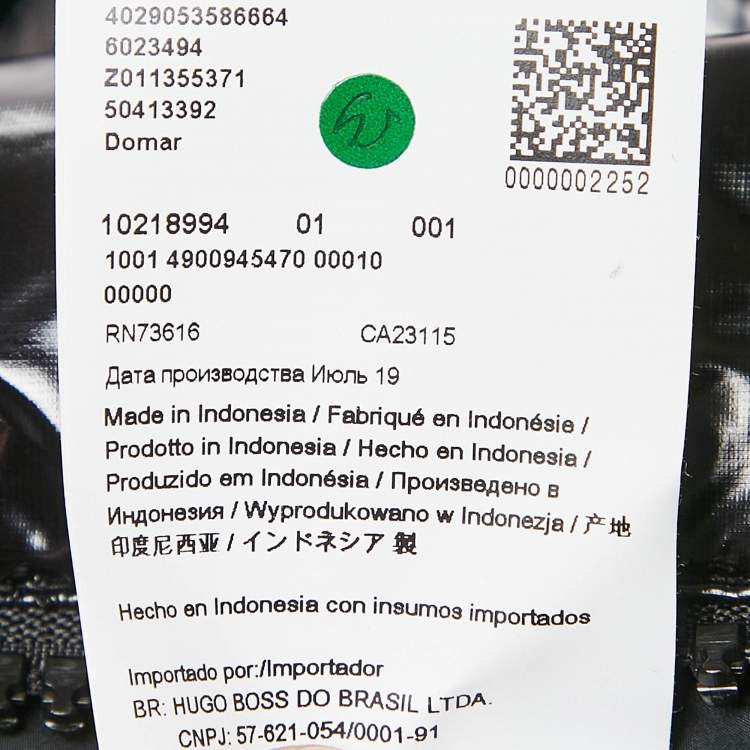 4029053586664
6023494
Z011355371
50413392
Domar
0000002252
10218994 01 001
1001 4900945470 00010
00000
RN73616 CA23115
Дата производства Июль 19
Made in Indonesia / Fabriqué en Indonésie /
Prodotto in Indonesia / Hecho en Indonesia /
Produzido em Indonésia / Произведено в
Индонезия / Wyprodukowano w Indonezja / 产地
印度尼西亚 / インドネシア 製
Hecho en Indonesia con insumos importados
Importado por:/Importador
BR: HUGO BOSS DO BRASIL LTDA.
CNPJ: 57-621-054/0001-91